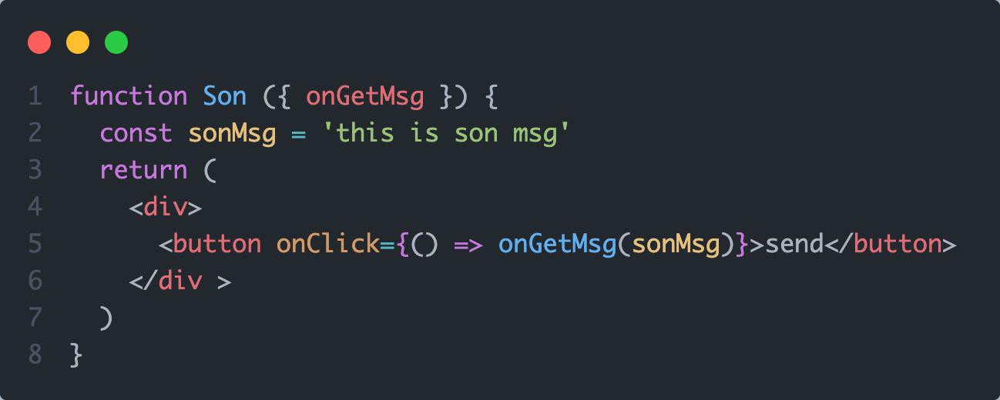 1 function Son ({ onGetMsg }) {
2   const sonMsg = 'this is son msg'
3   return (
4     <div>
5       <button onClick={() => onGetMsg(sonMsg)}>send</button>
6     </div >
7   )
8 }